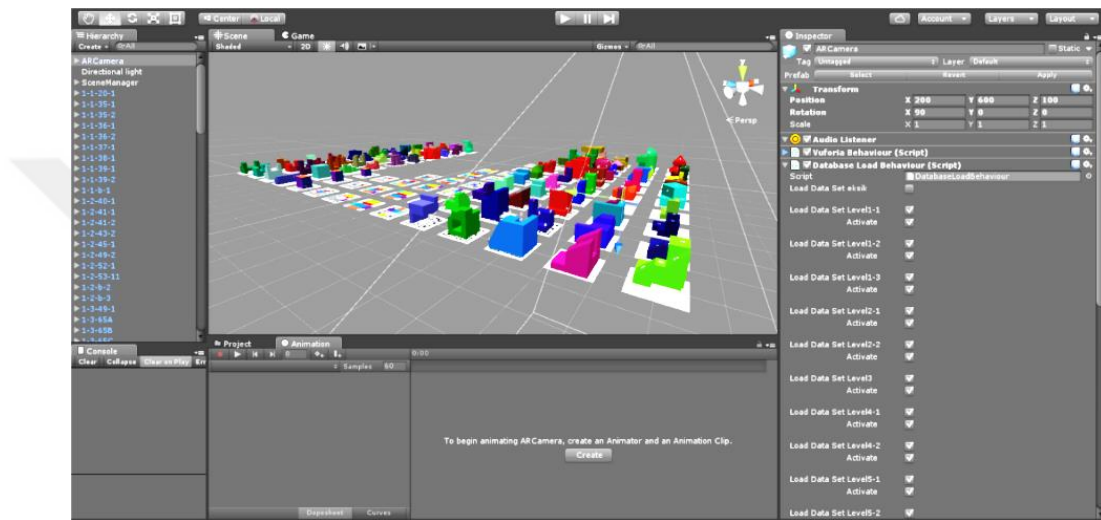 Center Local
Account Layers Layout
Hierarchy
Create All
ARCamera
Directional light
SceneManager
1-1-20-1
1-1-35-1
1-1-35-2
1-1-36-1
1-1-36-2
1-1-37-1
1-1-38-1
1-1-39-1
1-1-39-2
1-1-b-1
1-2-40-1
1-2-41-1
1-2-41-2
1-2-43-2
1-2-45-1
1-2-49-2
1-2-52-1
1-2-53-11
1-2-b-2
1-2-b-3
1-3-49-1
1-3-65A
1-3-65B
1-3-65C
Console
Clear Collapse Clear on Play Err
Scene Game
Shaded 2D Gizmos All
y
Persp
Project Animation
0 0:00
Samples 60
To begin animating ARCamera, create an Animator and an Animation Clip.
Create
Dopesheet Curves
Inspector
ARCamera Static
Tag Untagged Layer Default
Prefab Select Revert Apply
Transform
Position X 200 Y 600 Z 100
Rotation X 90 Y 0 Z 0
Scale X 1 Y 1 Z 1
Audio Listener
Vuforia Behaviour (Script)
Database Load Behaviour (Script)
Script DatabaseLoadBehaviour
Load Data Set eksik
Load Data Set Level1-1
Activate
Load Data Set Level1-2
Activate
Load Data Set Level1-3
Activate
Load Data Set Level2-1
Activate
Load Data Set Level2-2
Activate
Load Data Set Level3
Activate
Load Data Set Level4-1
Activate
Load Data Set Level4-2
Activate
Load Data Set Level5-1
Activate
Load Data Set Level5-2